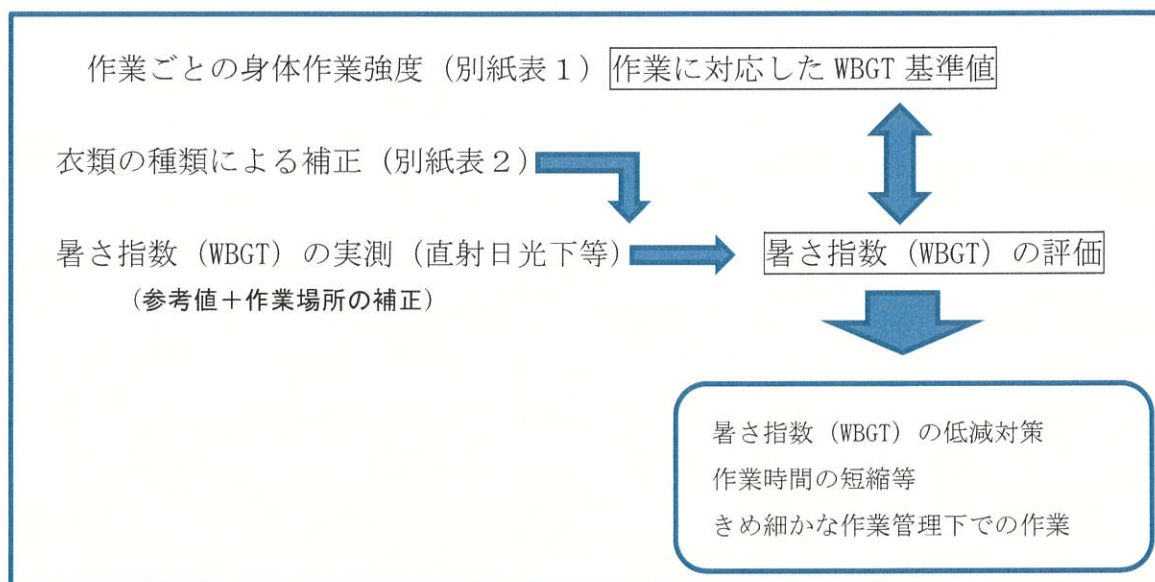 作業ごとの身体作業強度（別紙表１）作業に対応した WBGT 基準値
衣類の種類による補正（別紙表２）
暑さ指数（WBGT）の実測（直射日光下等）
暑さ指数（WBGT）の評価
（参考値＋作業場所の補正）
暑さ指数（WBGT）の低減対策
作業時間の短縮等
きめ細かな作業管理下での作業